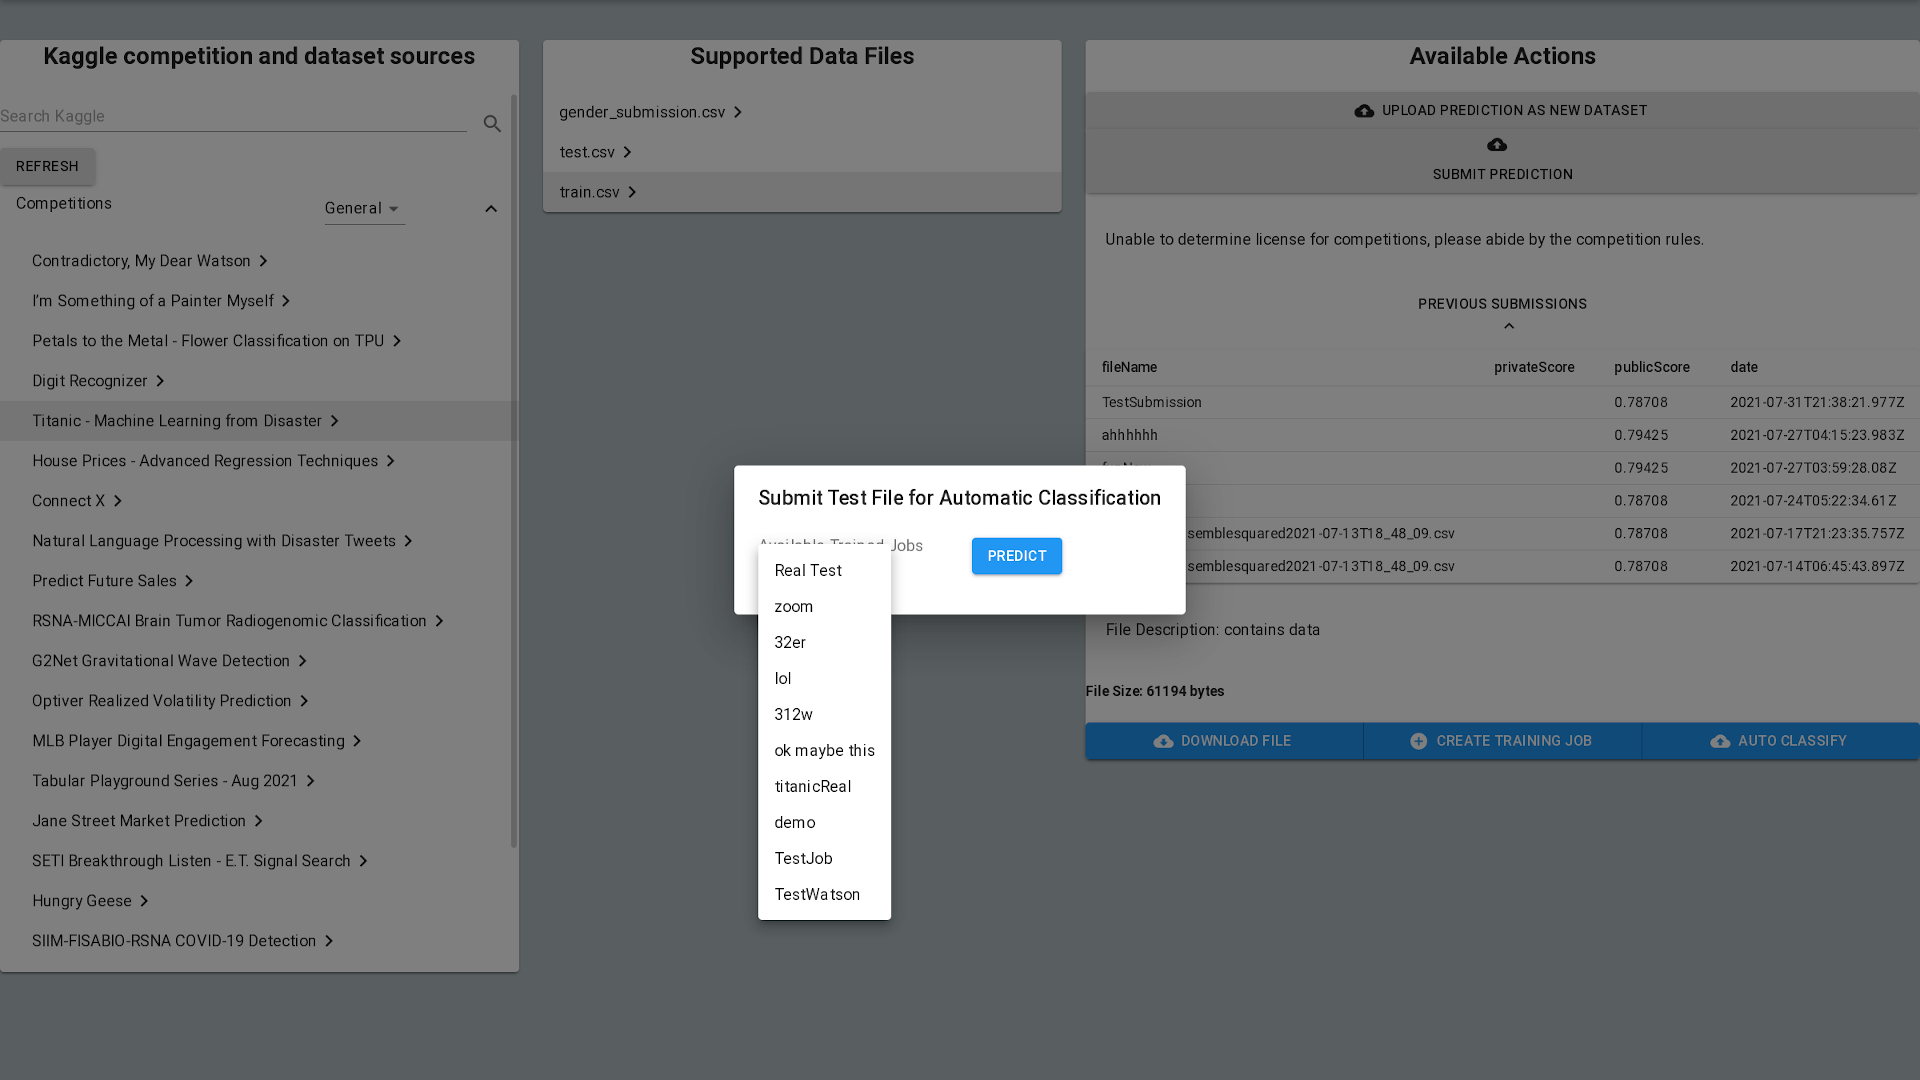 Kaggle competition and dataset sources
Search Kaggle
REFRESH
Competitions
General
Contradictory, My Dear Watson
I'm Something of a Painter Myself
Petals to the Metal - Flower Classification on TPU
Digit Recognizer
Titanic - Machine Learning from Disaster
House Prices - Advanced Regression Techniques
Connect X
Natural Language Processing with Disaster Tweets
Predict Future Sales
RSNA-MICCAI Brain Tumor Radiogenomic Classification
G2Net Gravitational Wave Detection
Optiver Realized Volatility Prediction
MLB Player Digital Engagement Forecasting
Tabular Playground Series - Aug 2021
Jane Street Market Prediction
SETI Breakthrough Listen - E.T. Signal Search
Hungry Geese
SIIM-FISABIO-RSNA COVID-19 Detection
Supported Data Files
gender_submission.csv
test.csv
train.csv
Submit Test File for Automatic Classification
Available Trained Jobs
PREDICT
Real Test
zoom
32er
lol
312w
ok maybe this
titanicReal
demo
TestJob
TestWatson
Available Actions
UPLOAD PREDICTION AS NEW DATASET
SUBMIT PREDICTION
Unable to determine license for competitions, please abide by the competition rules.
PREVIOUS SUBMISSIONS
fileName privateScore publicScore date
TestSubmission 0.78708 2021-07-31T21:38:21.977Z
ahhhhhh 0.79425 2021-07-27T04:15:23.983Z
0.79425 2021-07-27T03:59:28.08Z
0.78708 2021-07-24T05:22:34.61Z
semblesquared2021-07-13T18_48_09.csv 0.78708 2021-07-17T21:23:35.757Z
semblesquared2021-07-13T18_48_09.csv 0.78708 2021-07-14T06:45:43.897Z
File Description: contains data
File Size: 61194 bytes
DOWNLOAD FILE
CREATE TRAINING JOB
AUTO CLASSIFY